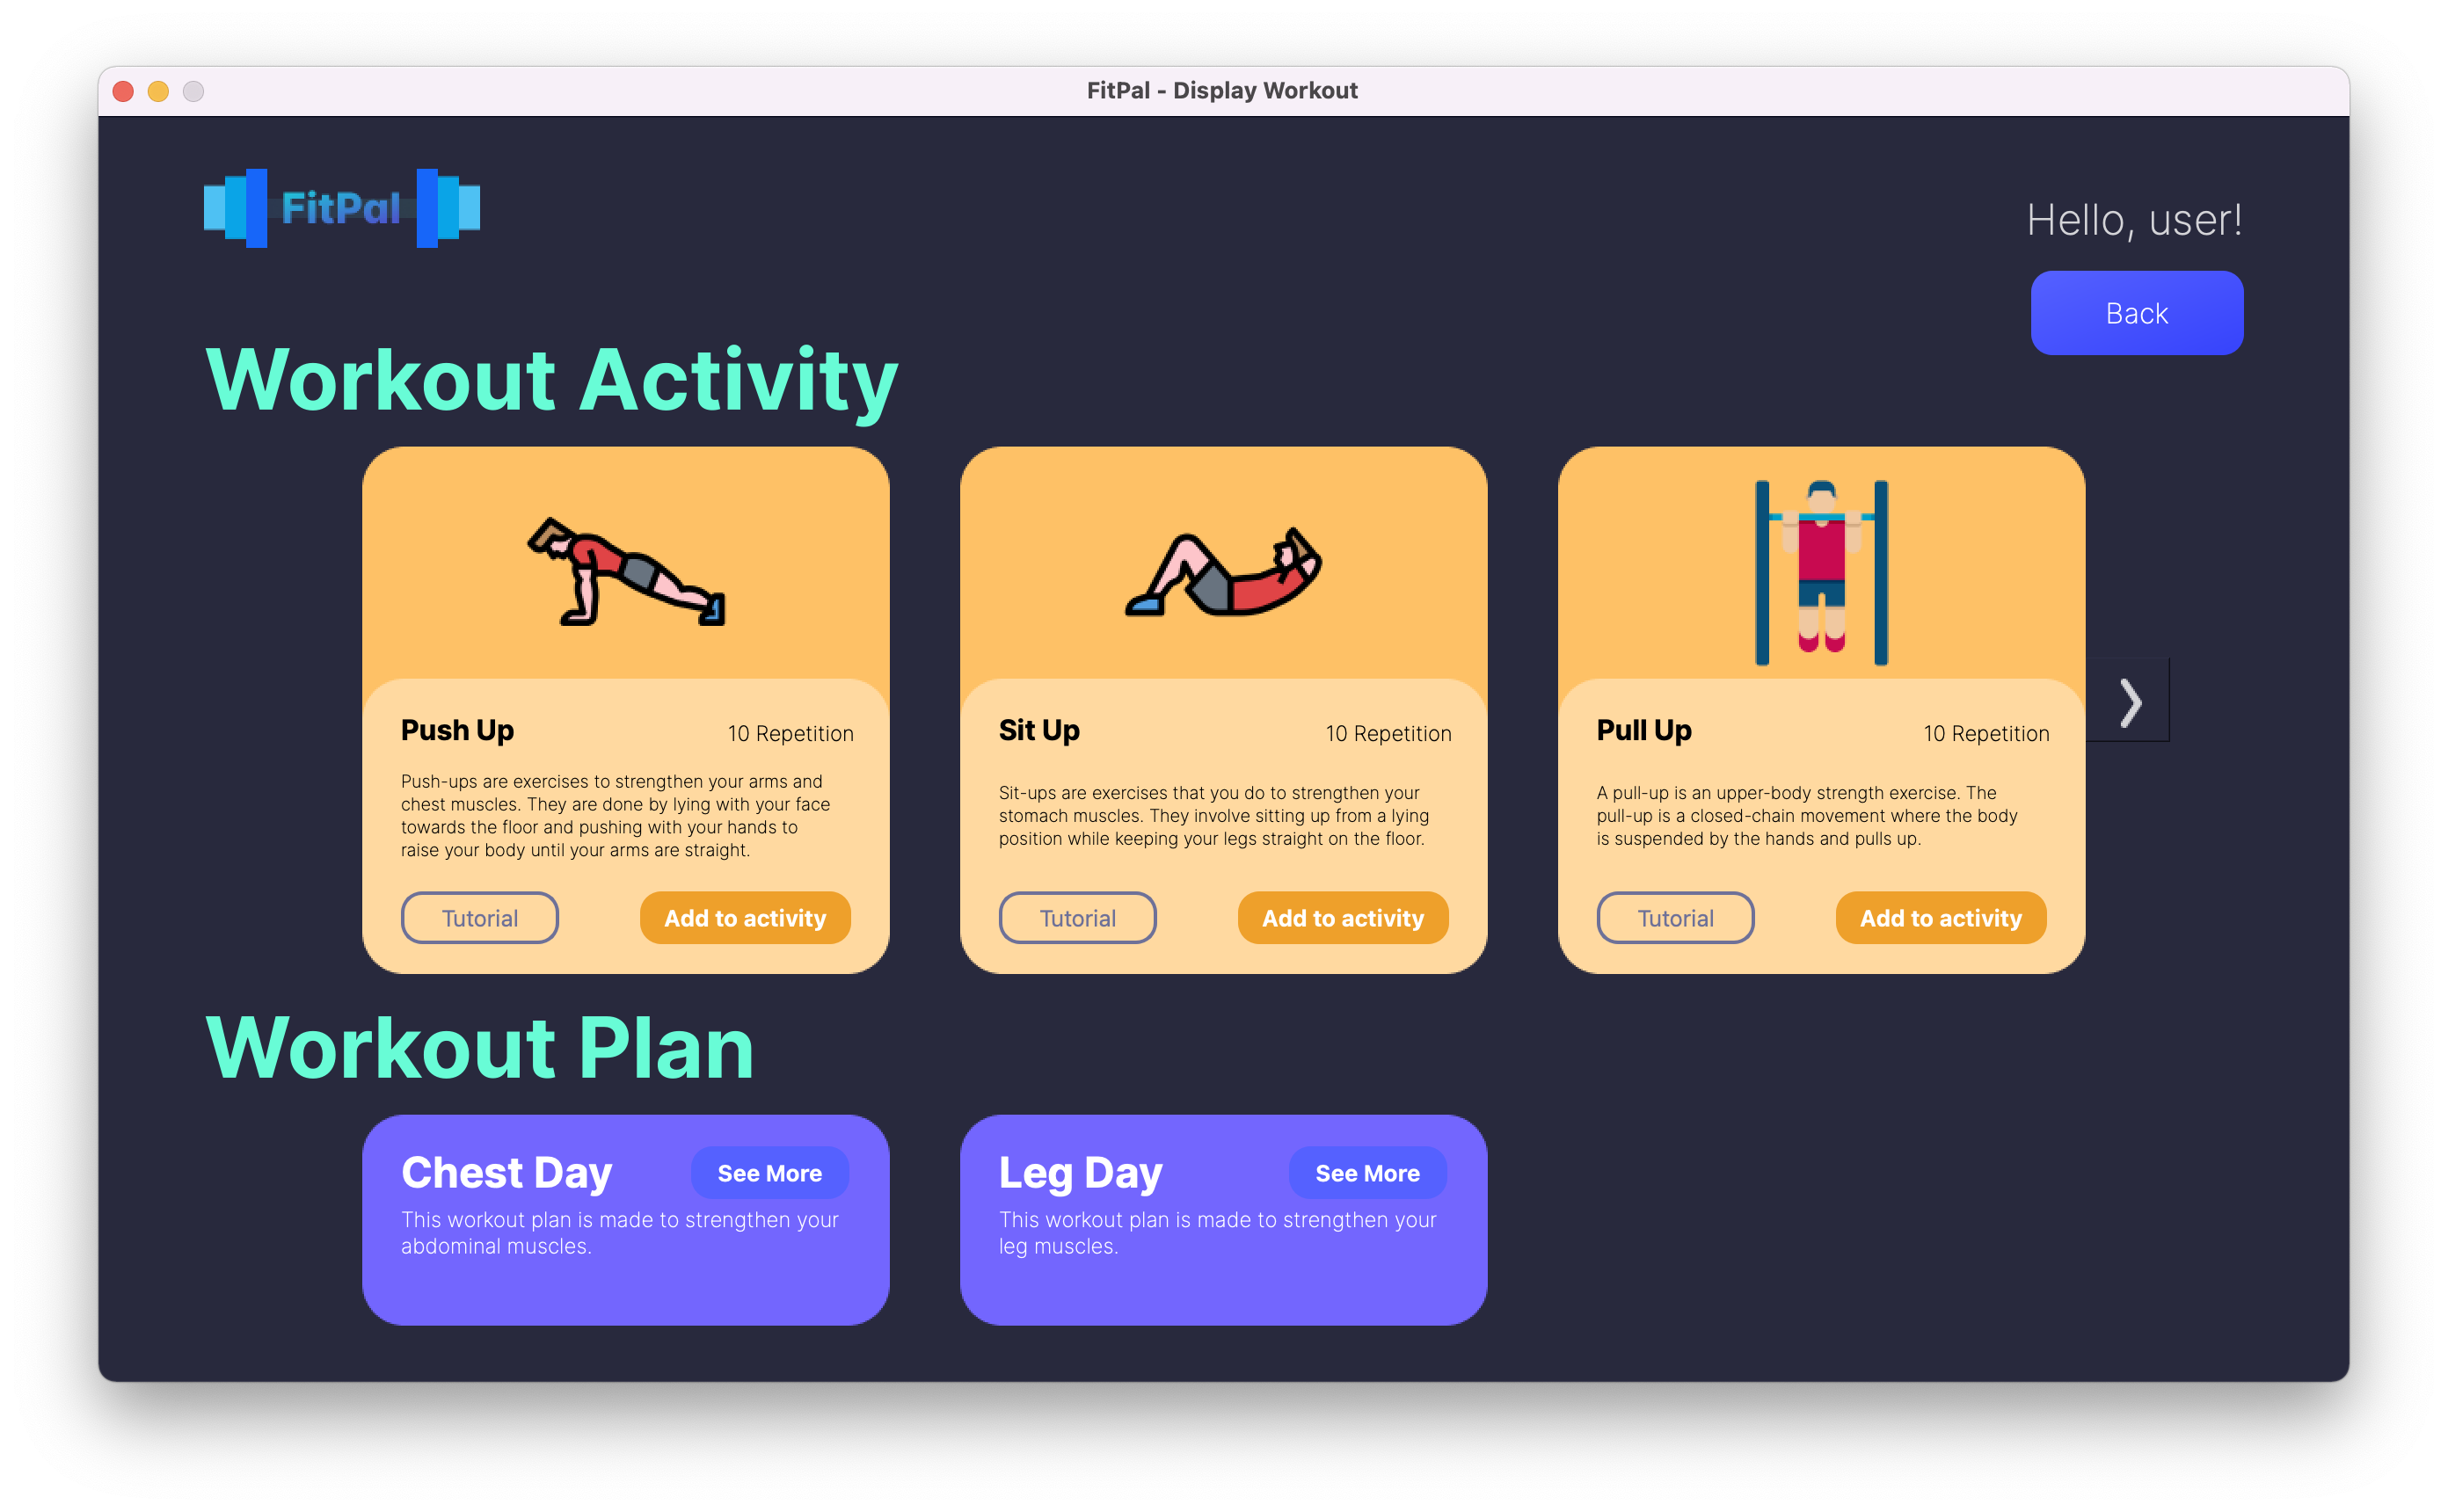 FitPal - Display Workout
FitPal
Hello, user!
Back
Workout Activity
Push Up
10 Repetition
Push-ups are exercises to strengthen your arms and
chest muscles. They are done by lying with your face
towards the floor and pushing with your hands to
raise your body until your arms are straight.
Tutorial
Add to activity
Sit Up
10 Repetition
Sit-ups are exercises that you do to strengthen your
stomach muscles. They involve sitting up from a lying
position while keeping your legs straight on the floor.
Tutorial
Add to activity
Pull Up
10 Repetition
A pull-up is an upper-body strength exercise. The
pull-up is a closed-chain movement where the body
is suspended by the hands and pulls up.
Tutorial
Add to activity
Workout Plan
Chest Day
See More
This workout plan is made to strengthen your
abdominal muscles.
Leg Day
See More
This workout plan is made to strengthen your
leg muscles.